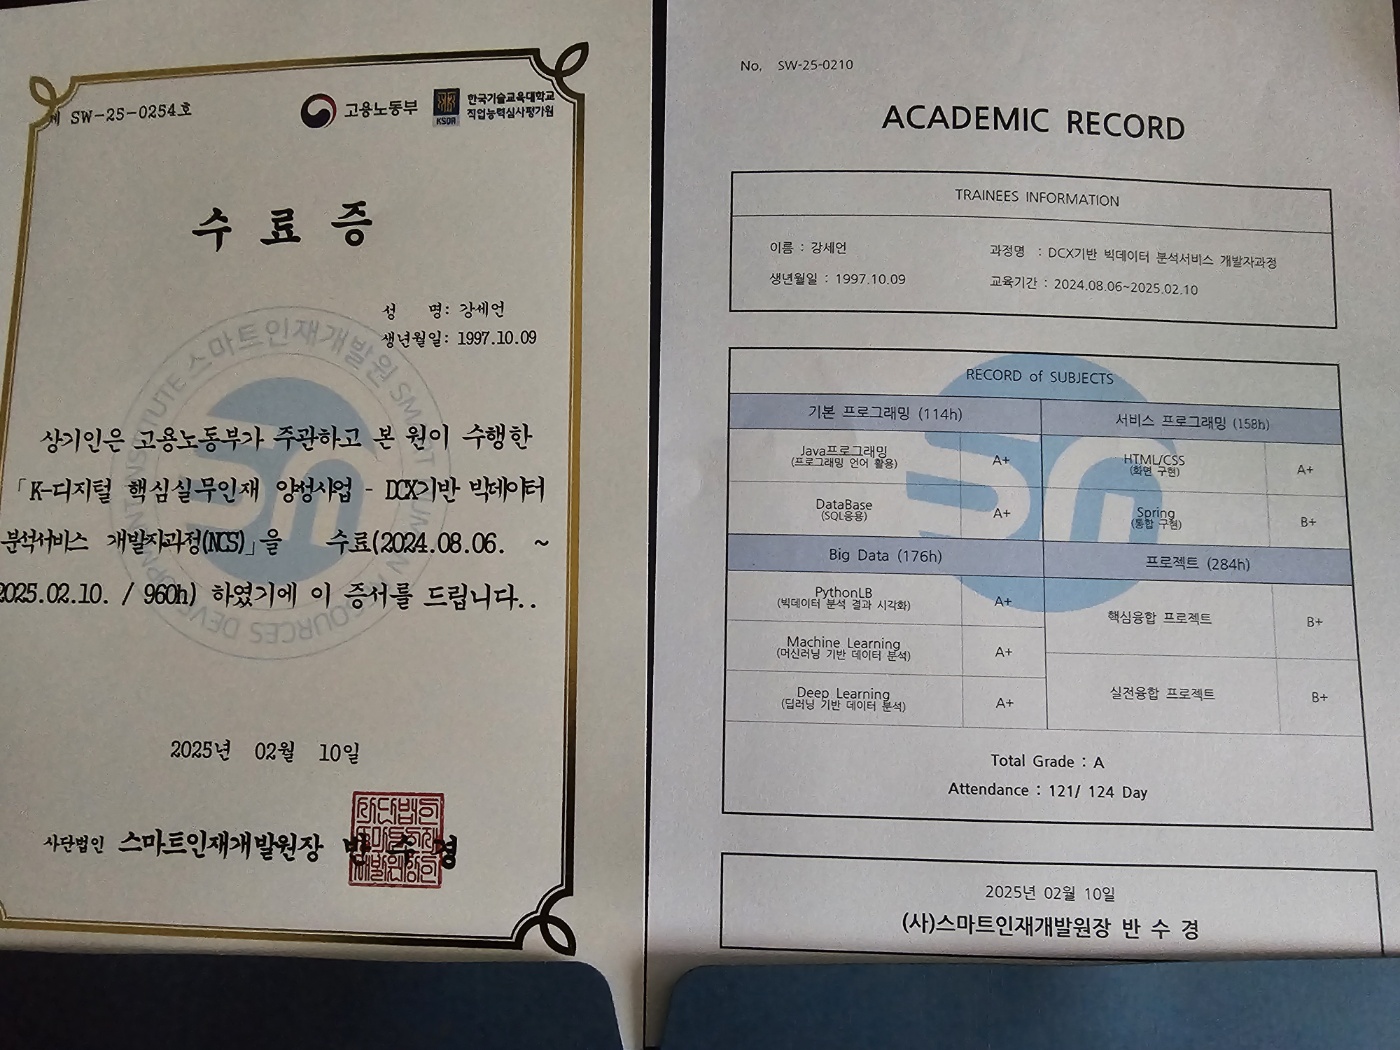 제 SW-25-0254호
고용노동부
한국기술교육대학교
직업능력심사평가원
KSQA
수 료 증
성 명: 강세언
생년월일: 1997.10.09
상기인은 고용노동부가 주관하고 본 원이 수행한
「K-디지털 핵심실무인재 양성사업 - DCX기반 빅데이터
분석서비스 개발자과정(NCS)」을 수료(2024.08.06. ~
2025.02.10. / 960h) 하였기에 이 증서를 드립니다..
2025년 02월 10일
사단법인 스마트인재개발원장 반 수 경
스마트인재개발원 SMART HUMAN RESOURCES DEVELOPMENT INSTITUTE
No, SW-25-0210
ACADEMIC RECORD
TRAINEES INFORMATION
이름 : 강세언 과정명 : DCX기반 빅데이터 분석서비스 개발자과정
생년월일 : 1997.10.09 교육기간 : 2024.08.06~2025.02.10
RECORD of SUBJECTS
기본 프로그래밍 (114h) 서비스 프로그래밍 (158h)
Java프로그래밍
(프로그래밍 언어 활용) A+
HTML/CSS
(화면 구현) A+
DataBase
(SQL응용) A+
Spring
(통합 구현) B+
Big Data (176h) 프로젝트 (284h)
PythonLB
(빅데이터 분석 결과 시각화) A+
핵심융합 프로젝트 B+
Machine Learning
(머신러닝 기반 데이터 분석) A+
Deep Learning
(딥러닝 기반 데이터 분석) A+
실전융합 프로젝트 B+
Total Grade : A
Attendance : 121/ 124 Day
2025년 02월 10일
(사)스마트인재개발원장 반 수 경